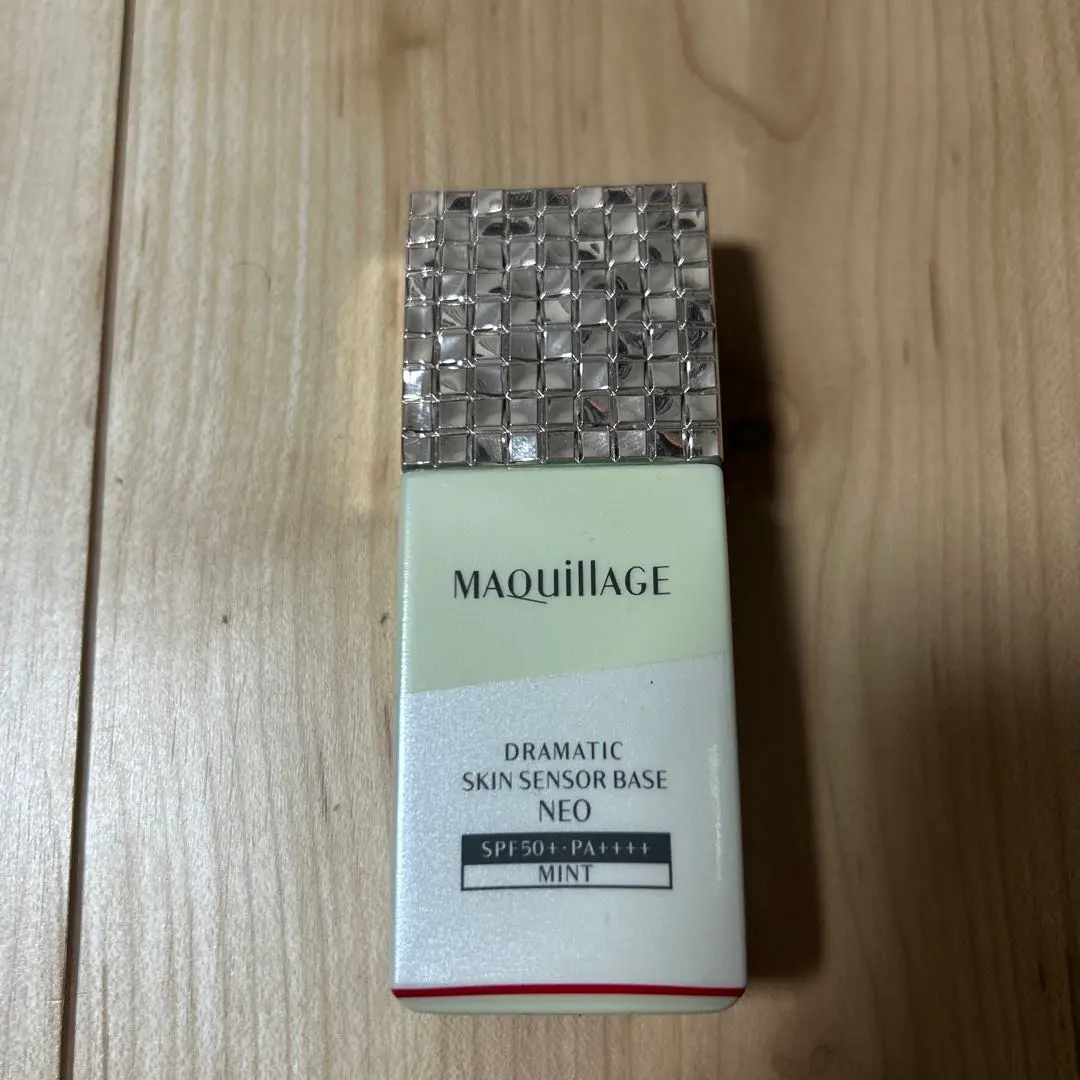 MAQuillAGE
DRAMATIC
SKIN SENSOR BASE
NEO
SPF50+・PA++++
MINT